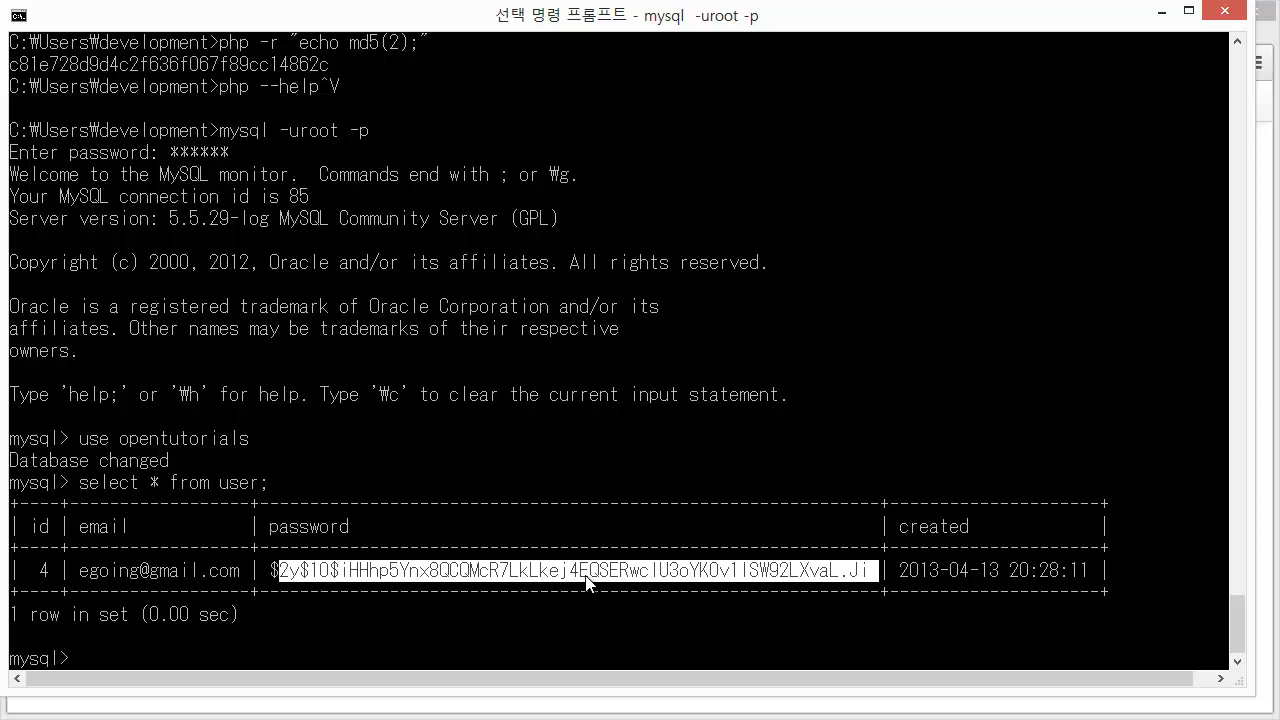 선택 명령 프롬프트 - mysql  -uroot -p
C:₩Users₩development>php -r "echo md5(2);"
c81e728d9d4c2f636f067f89cc14862c
C:₩Users₩development>php --help^V
C:₩Users₩development>mysql -uroot -p
Enter password: ******
Welcome to the MySQL monitor.  Commands end with ; or ₩g.
Your MySQL connection id is 85
Server version: 5.5.29-log MySQL Community Server (GPL)
Copyright (c) 2000, 2012, Oracle and/or its affiliates. All rights reserved.
Oracle is a registered trademark of Oracle Corporation and/or its
affiliates. Other names may be trademarks of their respective
owners.
Type 'help;' or '₩h' for help. Type '₩c' to clear the current input statement.
mysql> use opentutorials
Database changed
mysql> select * from user;
+----+------------------+--------------------------------------------------------------+---------------------+
| id | email            | password                                                     | created             |
+----+------------------+--------------------------------------------------------------+---------------------+
|  4 | egoing@gmail.com | $2y$10$iHHhp5Ynx8QCQMcR7LkLkej4EQSERwclU3oYKOv1lSW92LXvaL.Ji | 2013-04-13 20:28:11 |
+----+------------------+--------------------------------------------------------------+---------------------+
1 row in set (0.00 sec)
mysql>